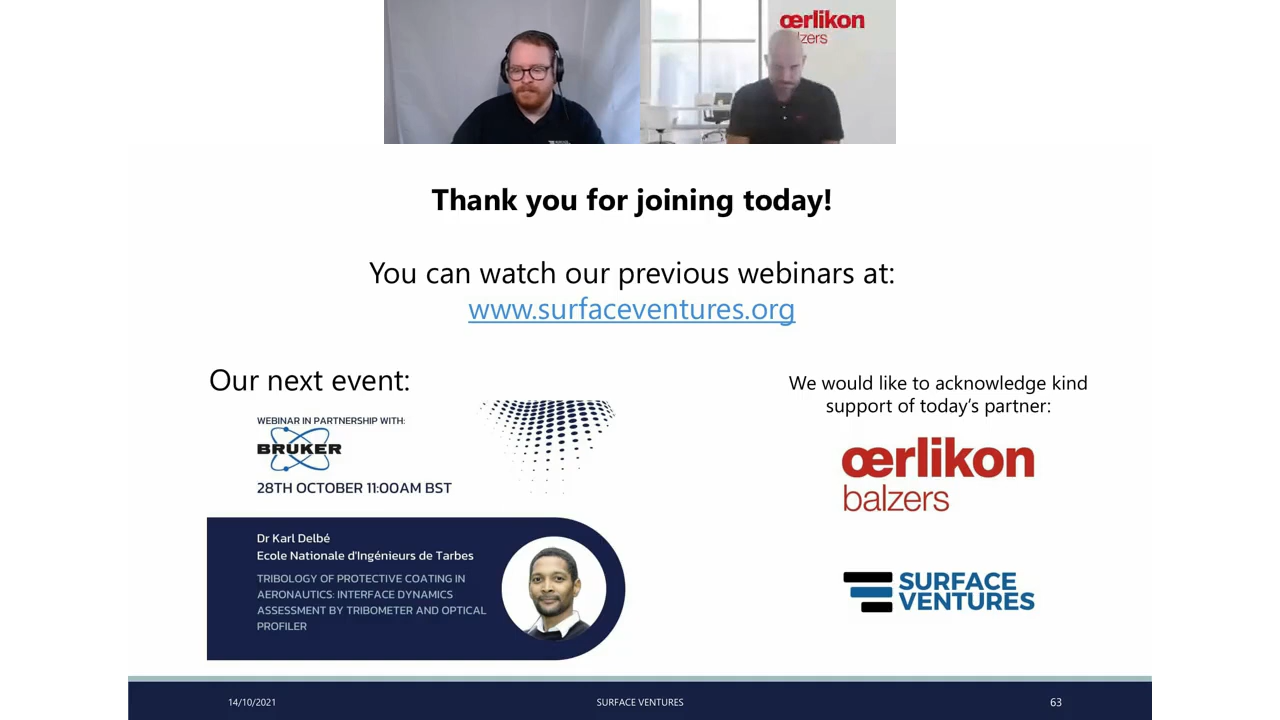 œrlikon
balzers
Thank you for joining today!
You can watch our previous webinars at:
www.surfaceventures.org
Our next event:
WEBINAR IN PARTNERSHIP WITH:
BRUKER
28TH OCTOBER 11:00AM BST
Dr Karl Delbé
Ecole Nationale d'Ingénieurs de Tarbes
TRIBOLOGY OF PROTECTIVE COATING IN
AERONAUTICS: INTERFACE DYNAMICS
ASSESSMENT BY TRIBOMETER AND OPTICAL
PROFILER
We would like to acknowledge kind
support of today's partner:
œrlikon
balzers
SURFACE
VENTURES
14/10/2021
SURFACE VENTURES
63